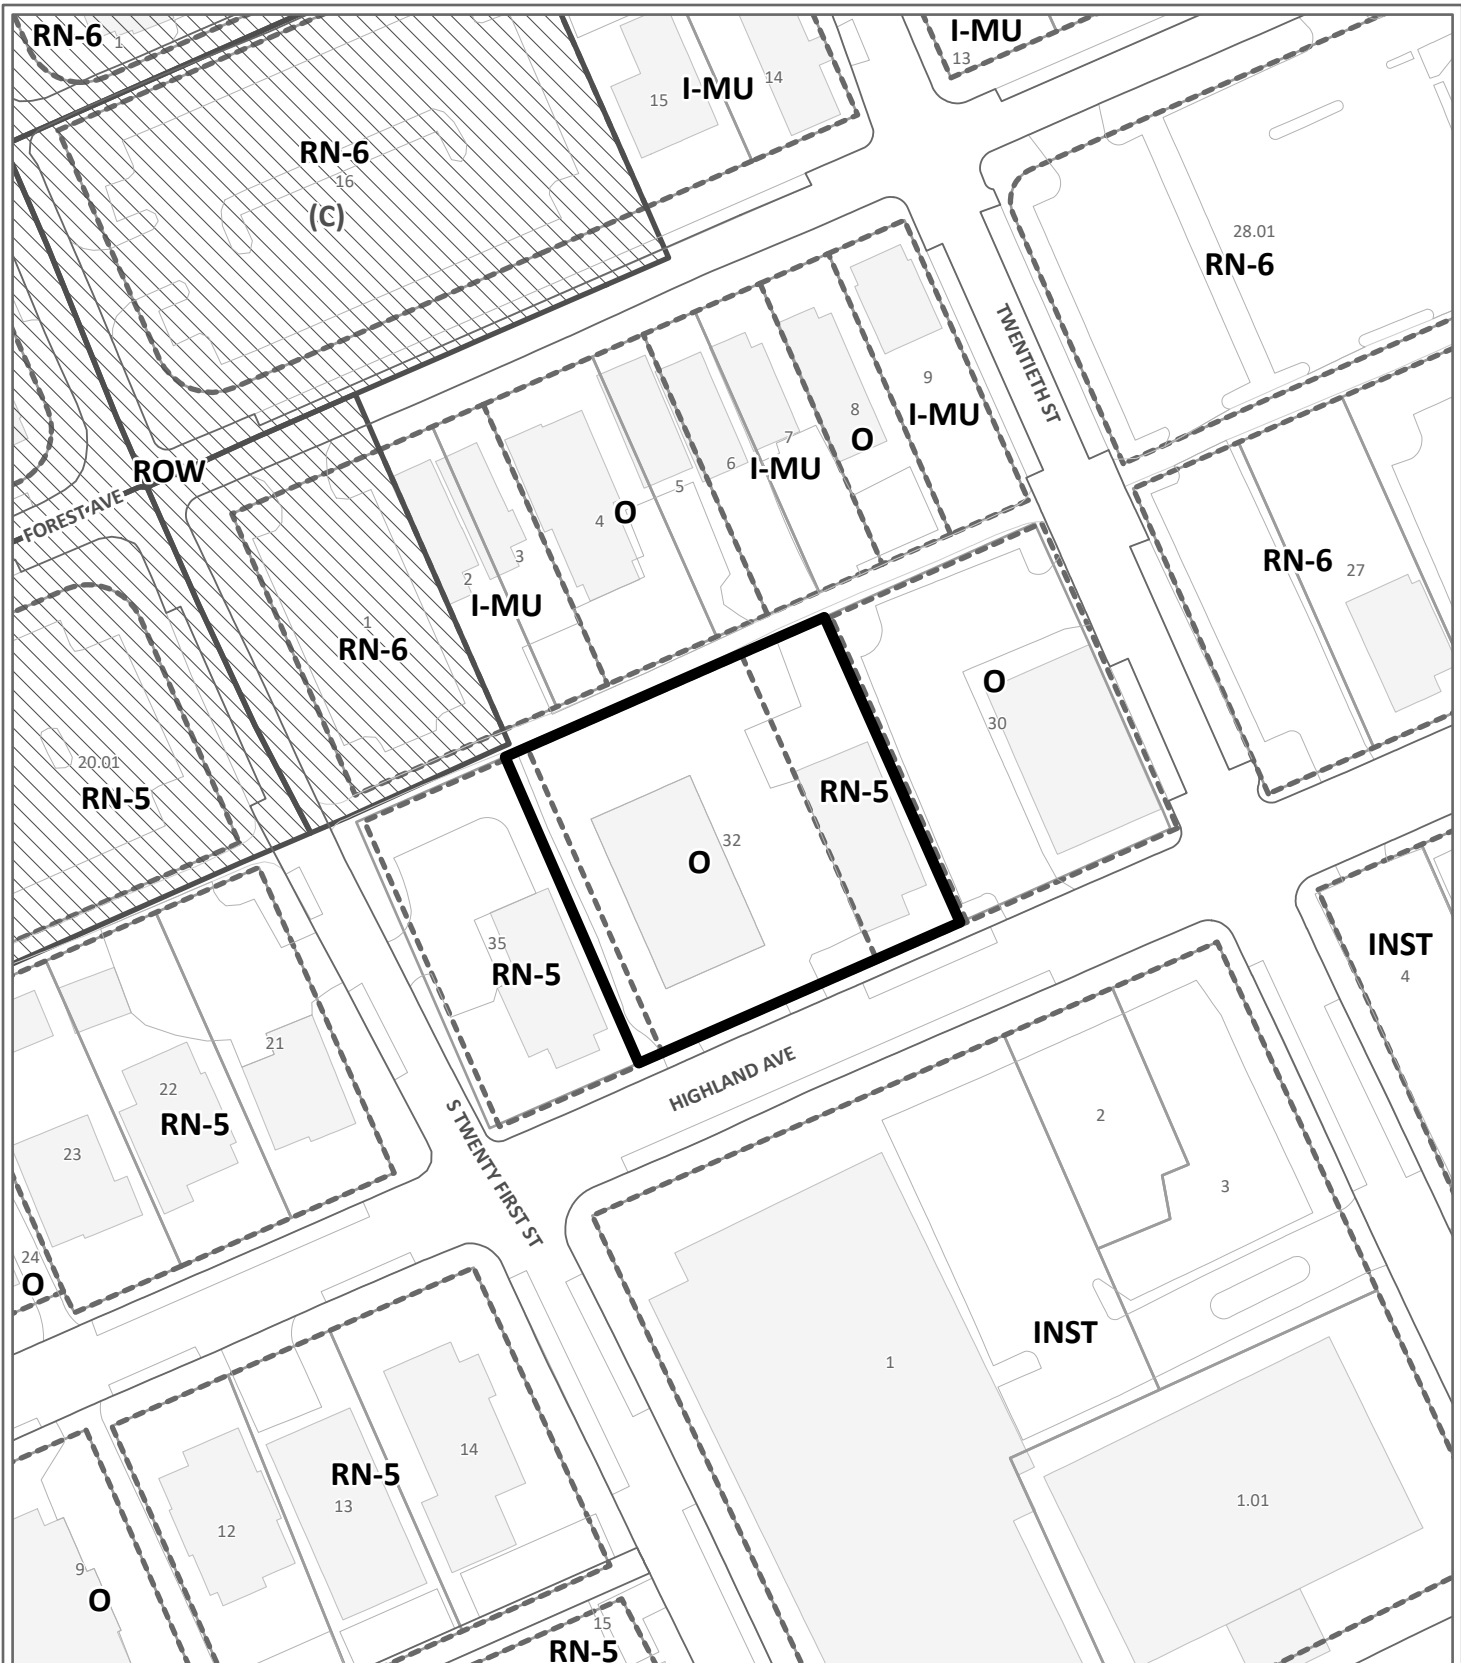 RN-6
1
I-MU
15
14
I-MU
13
RN-6
16
(C)
28.01
RN-6
TWENTIETH ST
9
I-MU
8
O
7
I-MU
6
5
4
O
3
2
I-MU
ROW
FOREST AVE
1
RN-6
RN-6
27
O
30
20.01
RN-5
RN-5
32
O
35
RN-5
INST
4
21
22
RN-5
23
HIGHLAND AVE
S TWENTY FIRST ST
2
3
24
O
INST
1
14
RN-5
13
12
1.01
9
O
15
RN-5